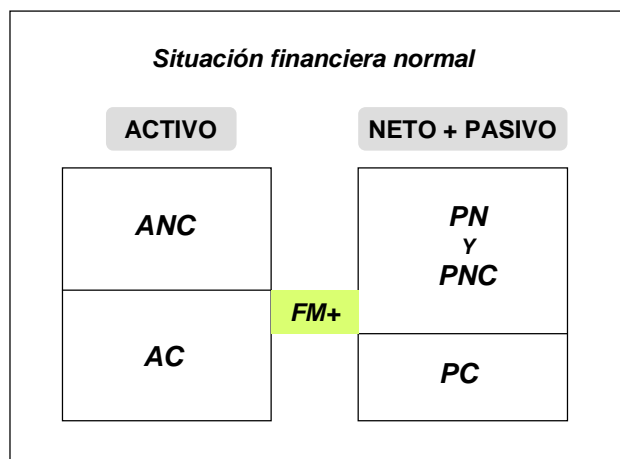 Situación financiera normal
ACTIVO
NETO + PASIVO
ANC
PN
Y
PNC
FM+
AC
PC